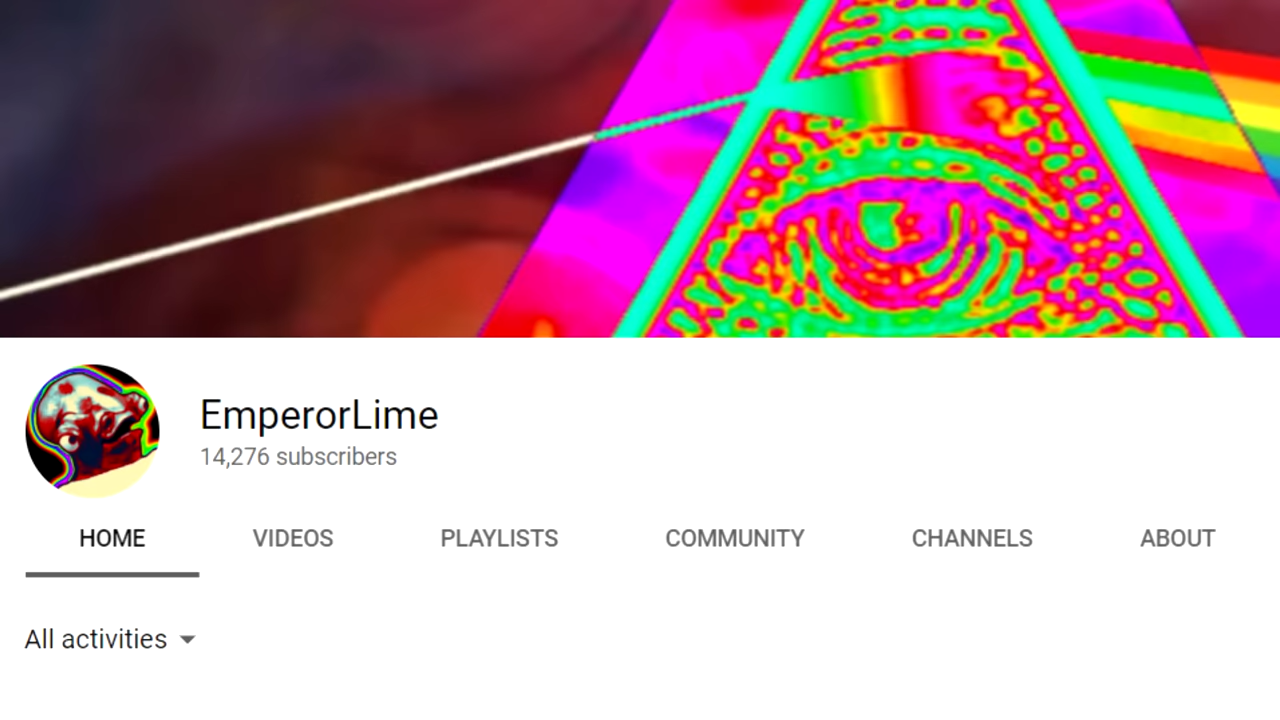 EmperorLime
14,276 subscribers
HOME VIDEOS PLAYLISTS COMMUNITY CHANNELS ABOUT
All activities